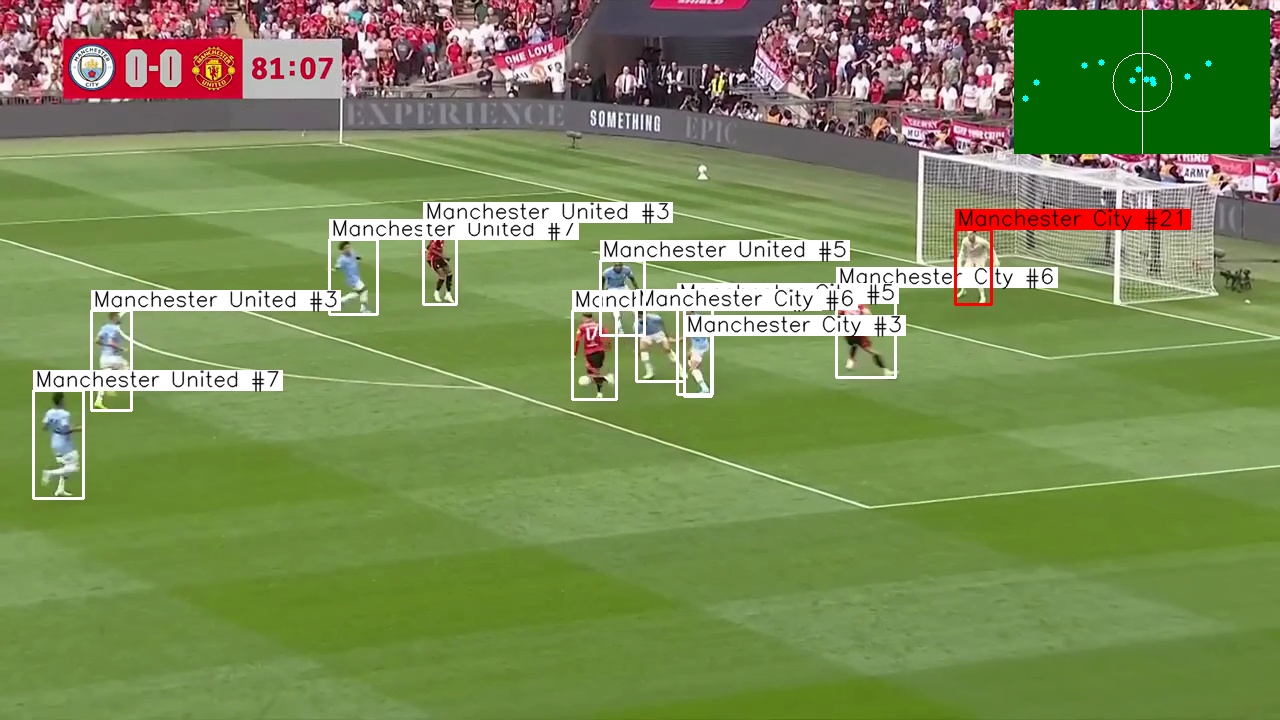 SHIELD
ONE LOVE
0-0
81:07
MANCHESTER
CITY
MANCHESTER
UNITED
EXPERIENCE SOMETHING EPIC
ARMY
Manchester United #3
Manchester United #7
Manchester City #21
Manchester United #5
Manchester City #6
#5
Manchester United #3
Manchester City #6
Manchester City #3
17
Manchester United #7